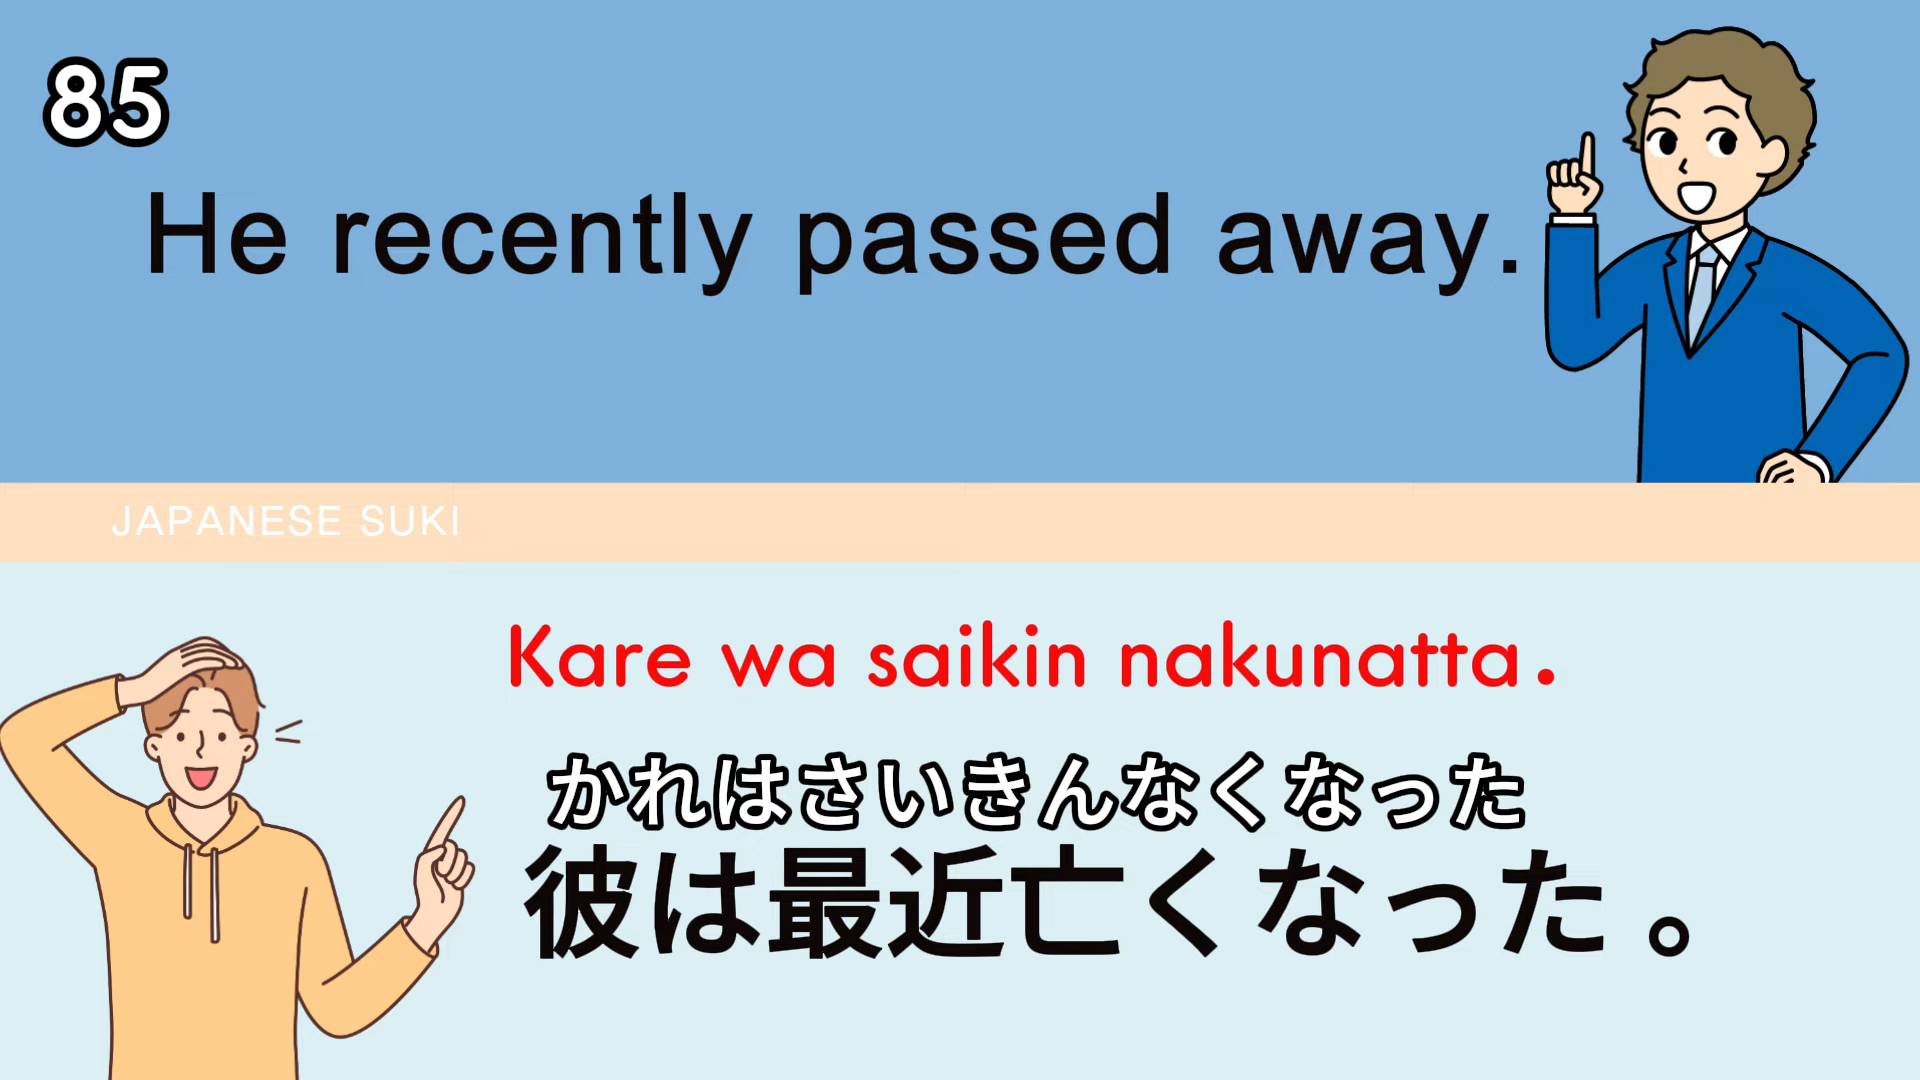 85
He recently passed away.
JAPANESE SUKI
Kare wa saikin nakunatta.
かれはさいきんなくなった
彼は最近亡くなった。